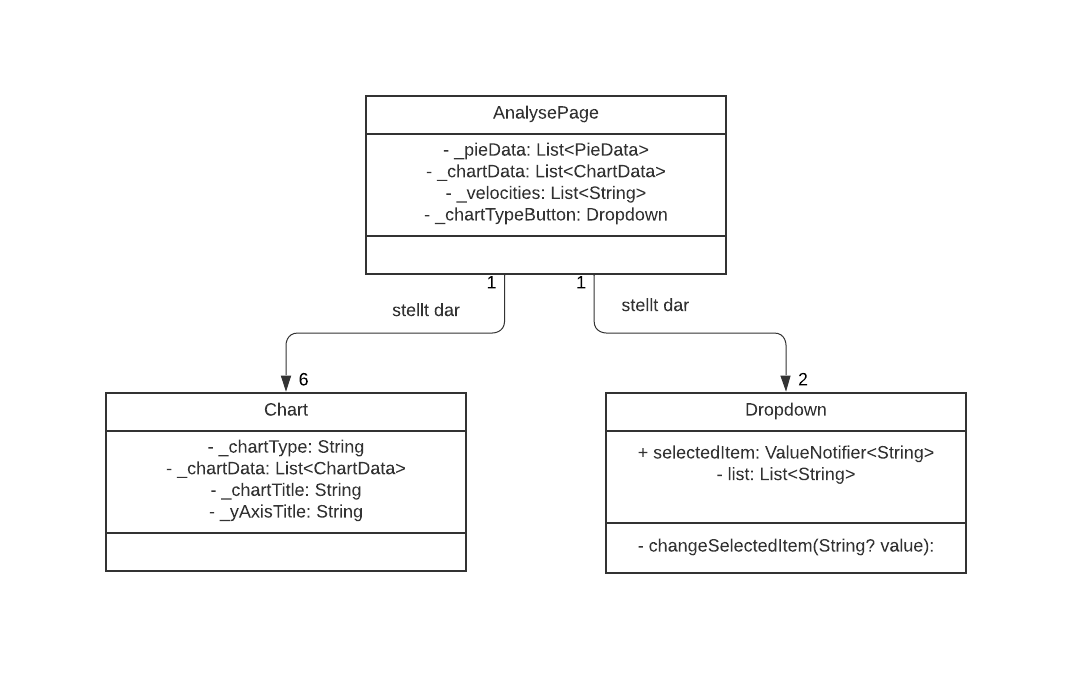 AnalysePage
- _pieData: List<PieData>
- _chartData: List<ChartData>
- _velocities: List<String>
- _chartTypeButton: Dropdown
1
1
stellt dar
stellt dar
6
2
Chart
- _chartType: String
- _chartData: List<ChartData>
- _chartTitle: String
- _yAxisTitle: String
Dropdown
+ selectedItem: ValueNotifier<String>
- list: List<String>
- changeSelectedItem(String? value):